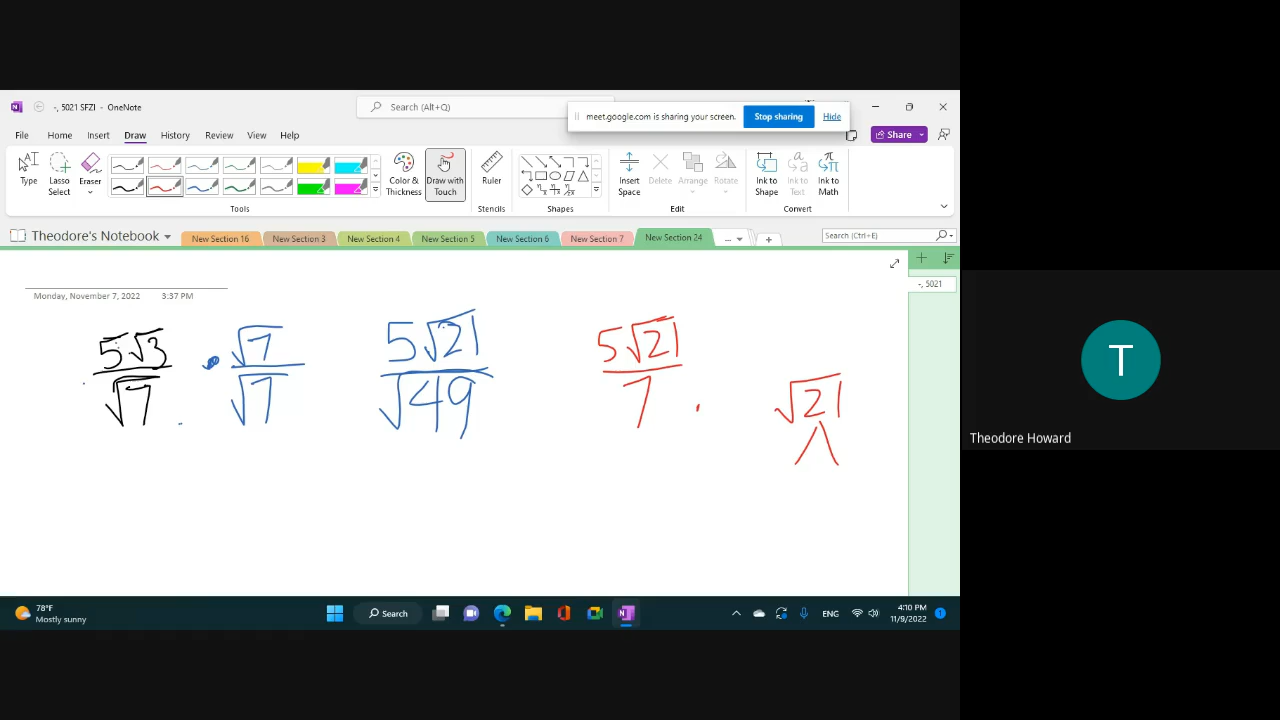 -, 5021 SFZI - OneNote
Search (Alt+Q)
meet.google.com is sharing your screen.
Stop sharing
Hide
File
Home
Insert
Draw
History
Review
View
Help
Share
Type
Lasso Select
Eraser
Color & Thickness
Draw with Touch
Ruler
Insert Space
Delete
Arrange
Rotate
Ink to Shape
Ink to Text
Ink to Math
Tools
Stencils
Shapes
Edit
Convert
Theodore's Notebook
New Section 16
New Section 3
New Section 4
New Section 5
New Section 6
New Section 7
New Section 24
...
Search (Ctrl+E)
-, 5021
Monday, November 7, 2022 3:37 PM
5√3
√7
·
√7
√7
5√21
√49
5√21
7
√21
T
Theodore Howard
78°F
Mostly sunny
Search
ENG
4:10 PM
11/9/2022
1